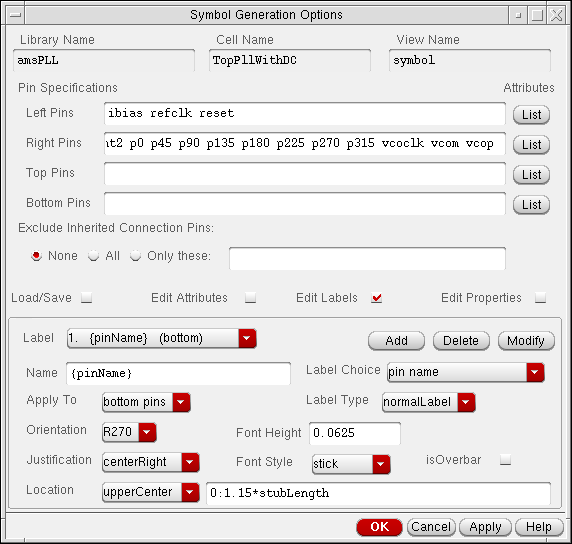 Symbol Generation Options
Library Name Cell Name View Name
amsPLL TopPllWithDC symbol
Pin Specifications Attributes
Left Pins ibias refclk reset List
Right Pins nt2 p0 p45 p90 p135 p180 p225 p270 p315 vcoclk vcom vcop List
Top Pins List
Bottom Pins List
Exclude Inherited Connection Pins:
None All Only these:
Load/Save Edit Attributes Edit Labels Edit Properties
Label 1. {pinName} (bottom) Add Delete Modify
Name {pinName} Label Choice pin name
Apply To bottom pins Label Type normalLabel
Orientation R270 Font Height 0.0625
Justification centerRight Font Style stick isOverbar
Location upperCenter 0:1.15*stubLength
OK Cancel Apply Help